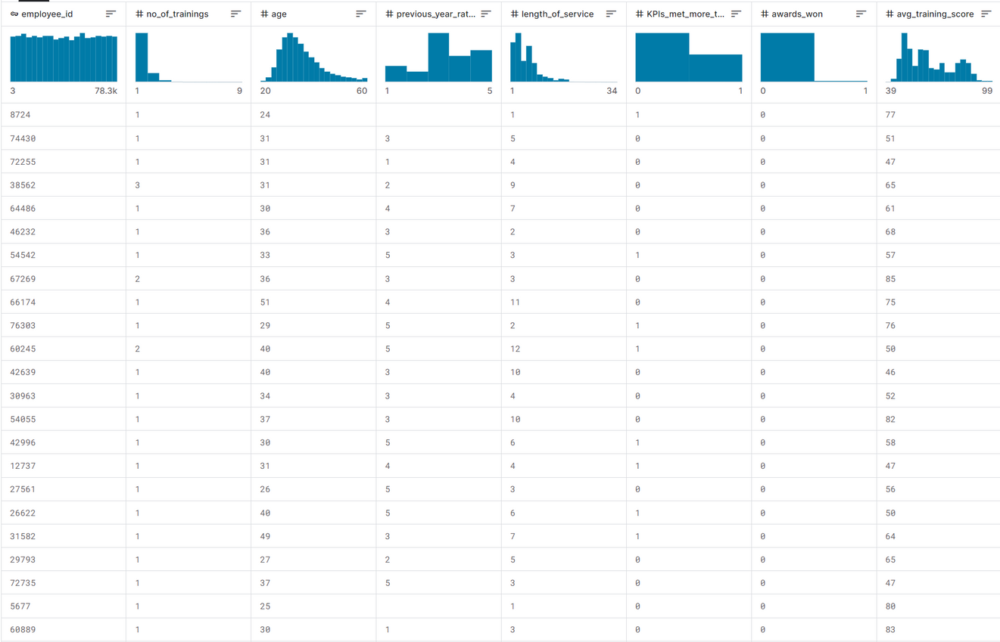 employee_id no_of_trainings age previous_year_rat... length_of_service KPIs_met_more_t... awards_won avg_training_score
3 78.3k 1 9 20 60 1 5 1 34 0 1 0 1 39 99
8724 1 24 1 1 0 77
74430 1 31 3 5 0 0 51
72255 1 31 1 4 0 0 47
38562 3 31 2 9 0 0 65
64486 1 30 4 7 0 0 61
46232 1 36 3 2 0 0 68
54542 1 33 5 3 1 0 57
67269 2 36 3 3 0 0 85
66174 1 51 4 11 0 0 75
76303 1 29 5 2 1 0 76
60245 2 40 5 12 1 0 50
42639 1 40 3 10 0 0 46
30963 1 34 3 4 0 0 52
54055 1 37 3 10 0 0 82
42996 1 30 5 6 1 0 58
12737 1 31 4 4 1 0 47
27561 1 26 5 3 0 0 56
26622 1 40 5 6 1 0 50
31582 1 49 3 7 1 0 64
29793 1 27 2 5 0 0 65
72735 1 37 5 3 0 0 47
5677 1 25 1 0 0 80
60889 1 30 1 3 0 0 83